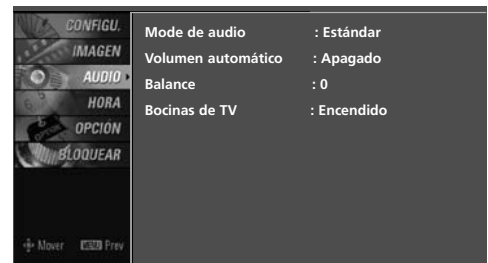 CONFIGU.
IMAGEN
AUDIO
HORA
OPCIÓN
BLOQUEAR
Mover MENU Prev
Mode de audio : Estándar
Volumen automático : Apagado
Balance : 0
Bocinas de TV : Encendido